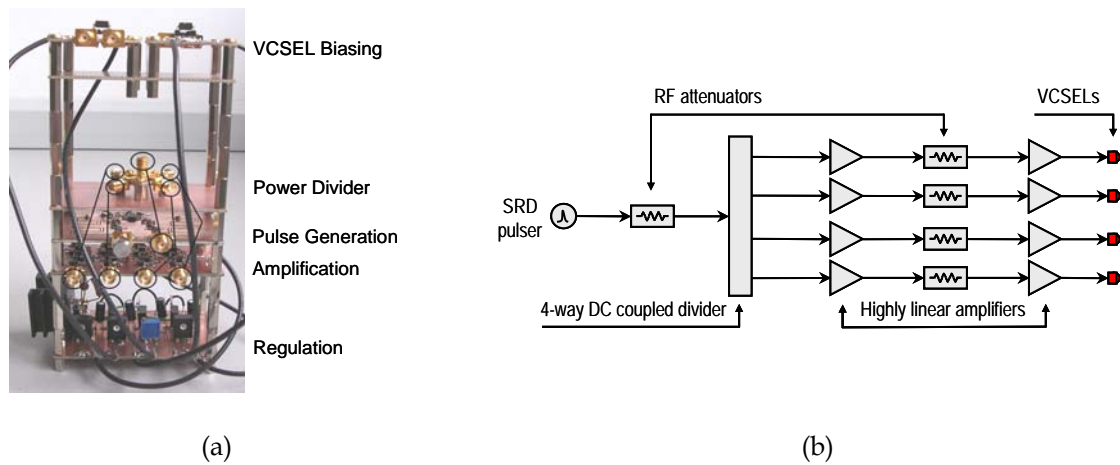 VCSEL Biasing
Power Divider
Pulse Generation
Amplification
Regulation
(a)
RF attenuators
VCSELs
SRD
pulser
4-way DC coupled divider
Highly linear amplifiers
(b)